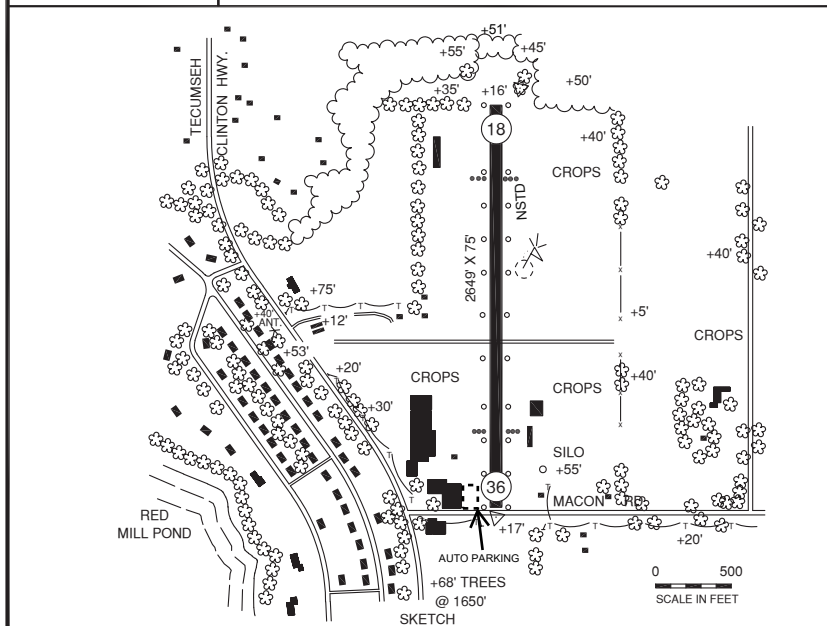 TECUMSEH
CLINTON HWY.
+51'
+55'
+45'
+50'
+35'
+16'
18
+40'
CROPS
NSTD
2649' X 75'
+40'
+75'
+40'
ANT.
+12'
+5'
+53'
CROPS
+20'
CROPS
CROPS
+40'
+30'
SILO
+55'
36
MACON RD.
RED
MILL POND
+17'
+20'
AUTO PARKING
+68' TREES
@ 1650'
0 500
SCALE IN FEET
SKETCH
T
T
T
T
T
T
T
T
T
T
T
X
X
X
X
X